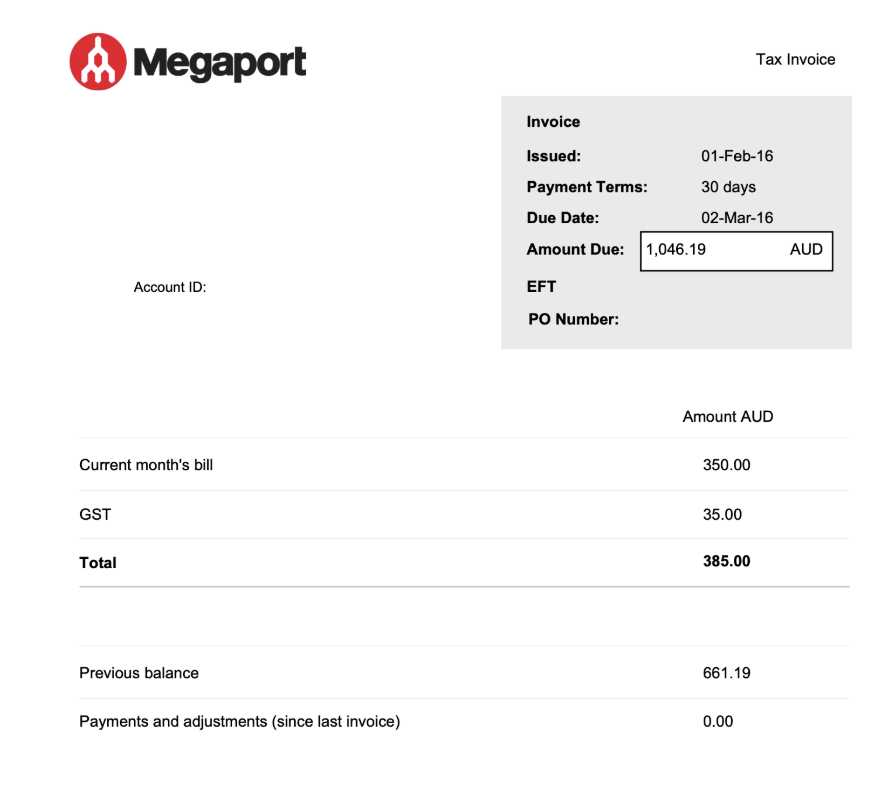 Megaport
Tax Invoice
Invoice
Issued: 01-Feb-16
Payment Terms: 30 days
Due Date: 02-Mar-16
Amount Due: 1,046.19 AUD
Account ID:
EFT
PO Number:
Amount AUD
Current month's bill 350.00
GST 35.00
Total 385.00
Previous balance 661.19
Payments and adjustments (since last invoice) 0.00